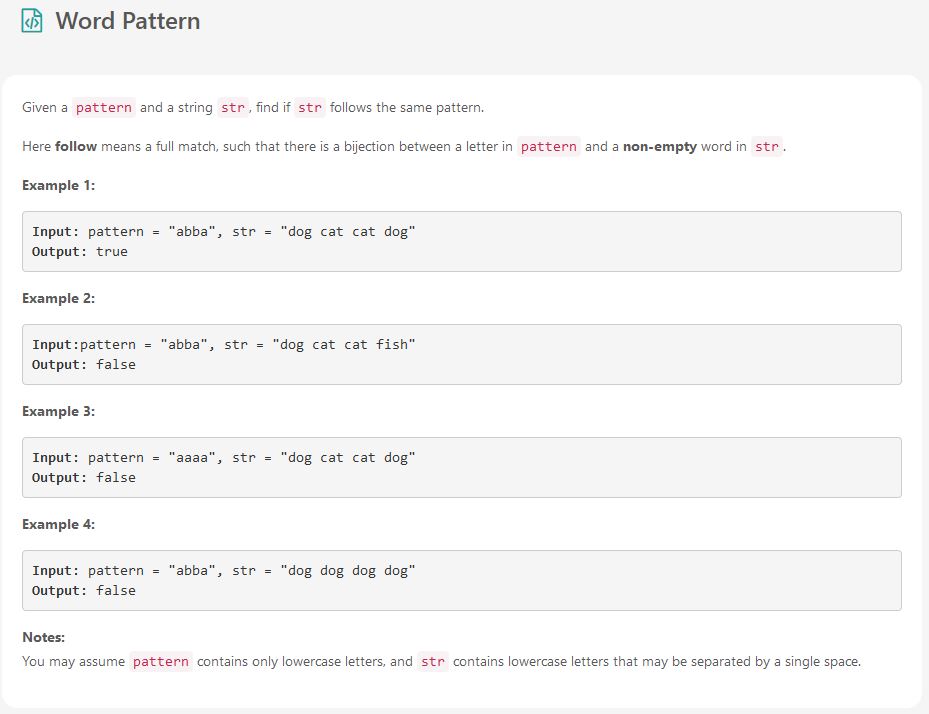 Word Pattern
Given a pattern and a string str, find if str follows the same pattern.
Here follow means a full match, such that there is a bijection between a letter in pattern and a non-empty word in str.
Example 1:
Input: pattern = "abba", str = "dog cat cat dog"
Output: true
Example 2:
Input:pattern = "abba", str = "dog cat cat fish"
Output: false
Example 3:
Input: pattern = "aaaa", str = "dog cat cat dog"
Output: false
Example 4:
Input: pattern = "abba", str = "dog dog dog dog"
Output: false
Notes:
You may assume pattern contains only lowercase letters, and str contains lowercase letters that may be separated by a single space.